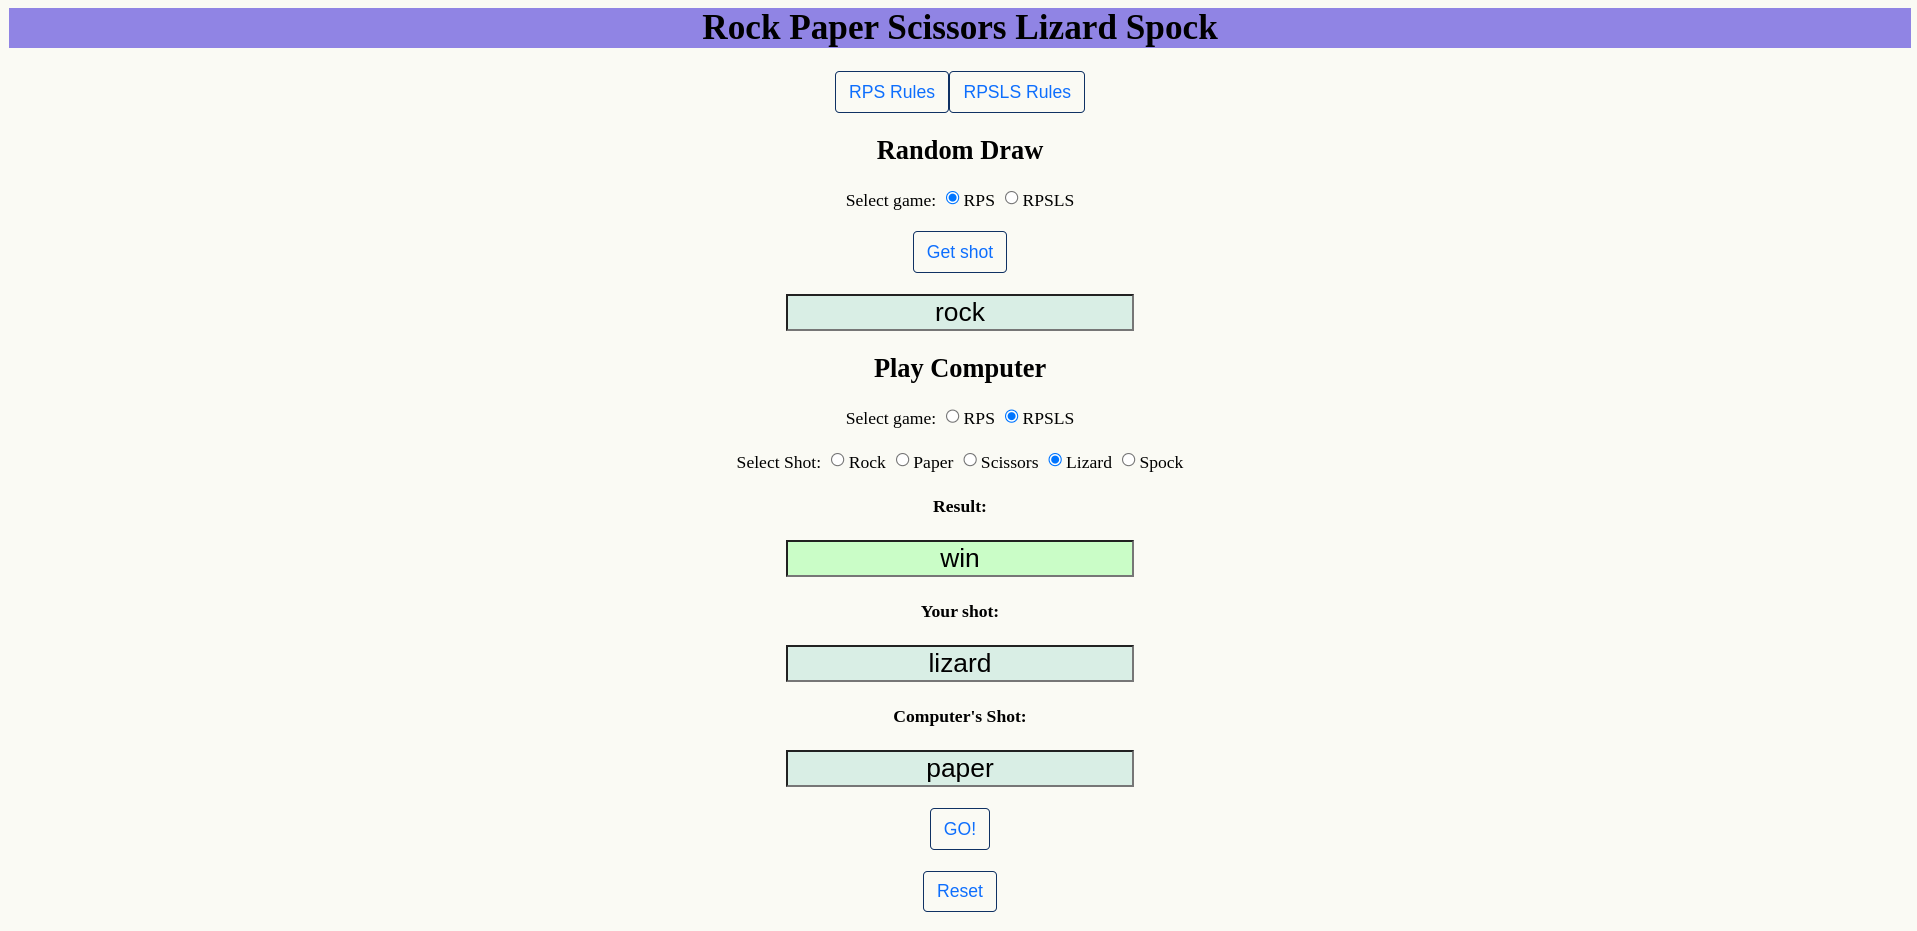 Rock Paper Scissors Lizard Spock
RPS Rules RPSLS Rules
Random Draw
Select game: RPS RPSLS
Get shot
rock
Play Computer
Select game: RPS RPSLS
Select Shot: Rock Paper Scissors Lizard Spock
Result:
win
Your shot:
lizard
Computer's Shot:
paper
GO!
Reset